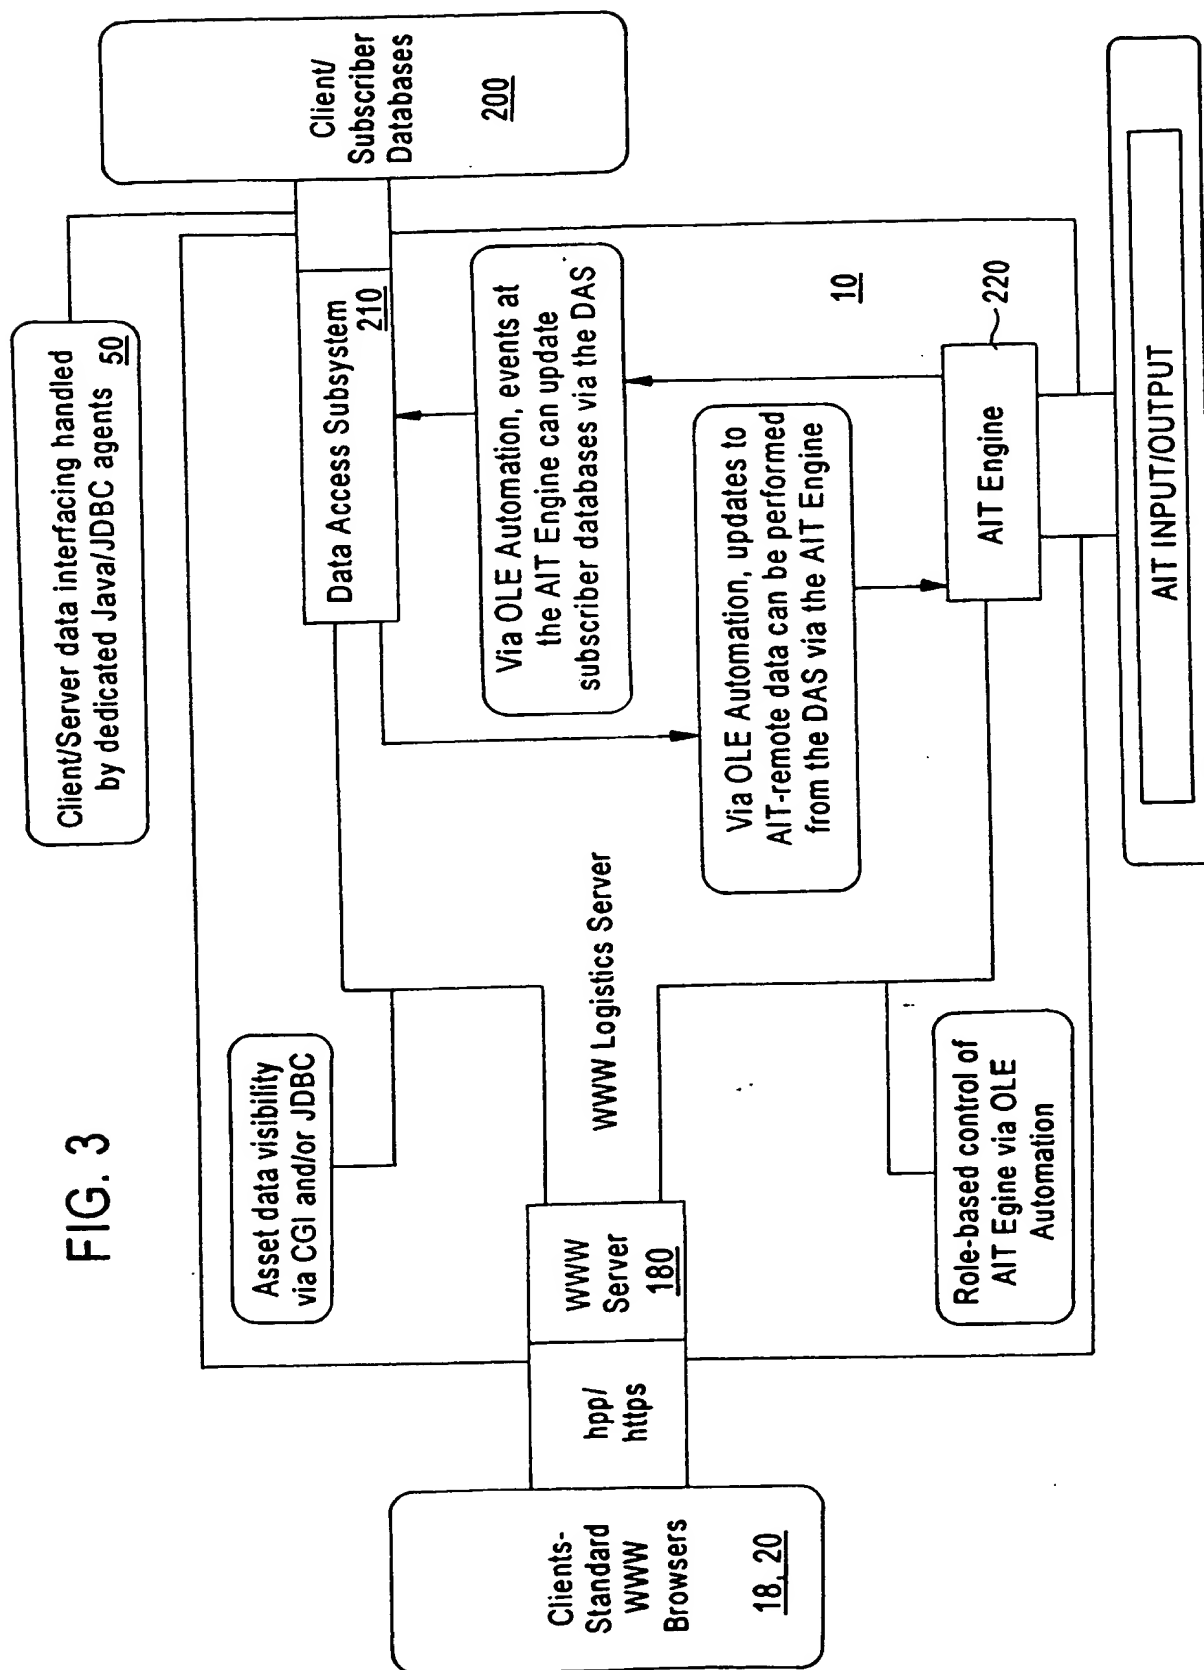 FIG. 3
Client/Server data interfacing handled
by dedicated Java/JDBC agents 50
Client/
Subscriber
Databases
200
Asset data visibility
via CGI and/or JDBC
Data Access Subsystem
210
Via OLE Automation, events at
the AIT Engine can update
subscriber databases via the DAS
Clients-
Standard
WWW
Browsers
18, 20
hpp/
https
WWW
Server
180
WWW Logistics Server
Via OLE Automation, updates to
AIT-remote data can be performed
from the DAS via the AIT Engine
10
Role-based control of
AIT Egine via OLE
Automation
AIT Engine
220
AIT INPUT/OUTPUT